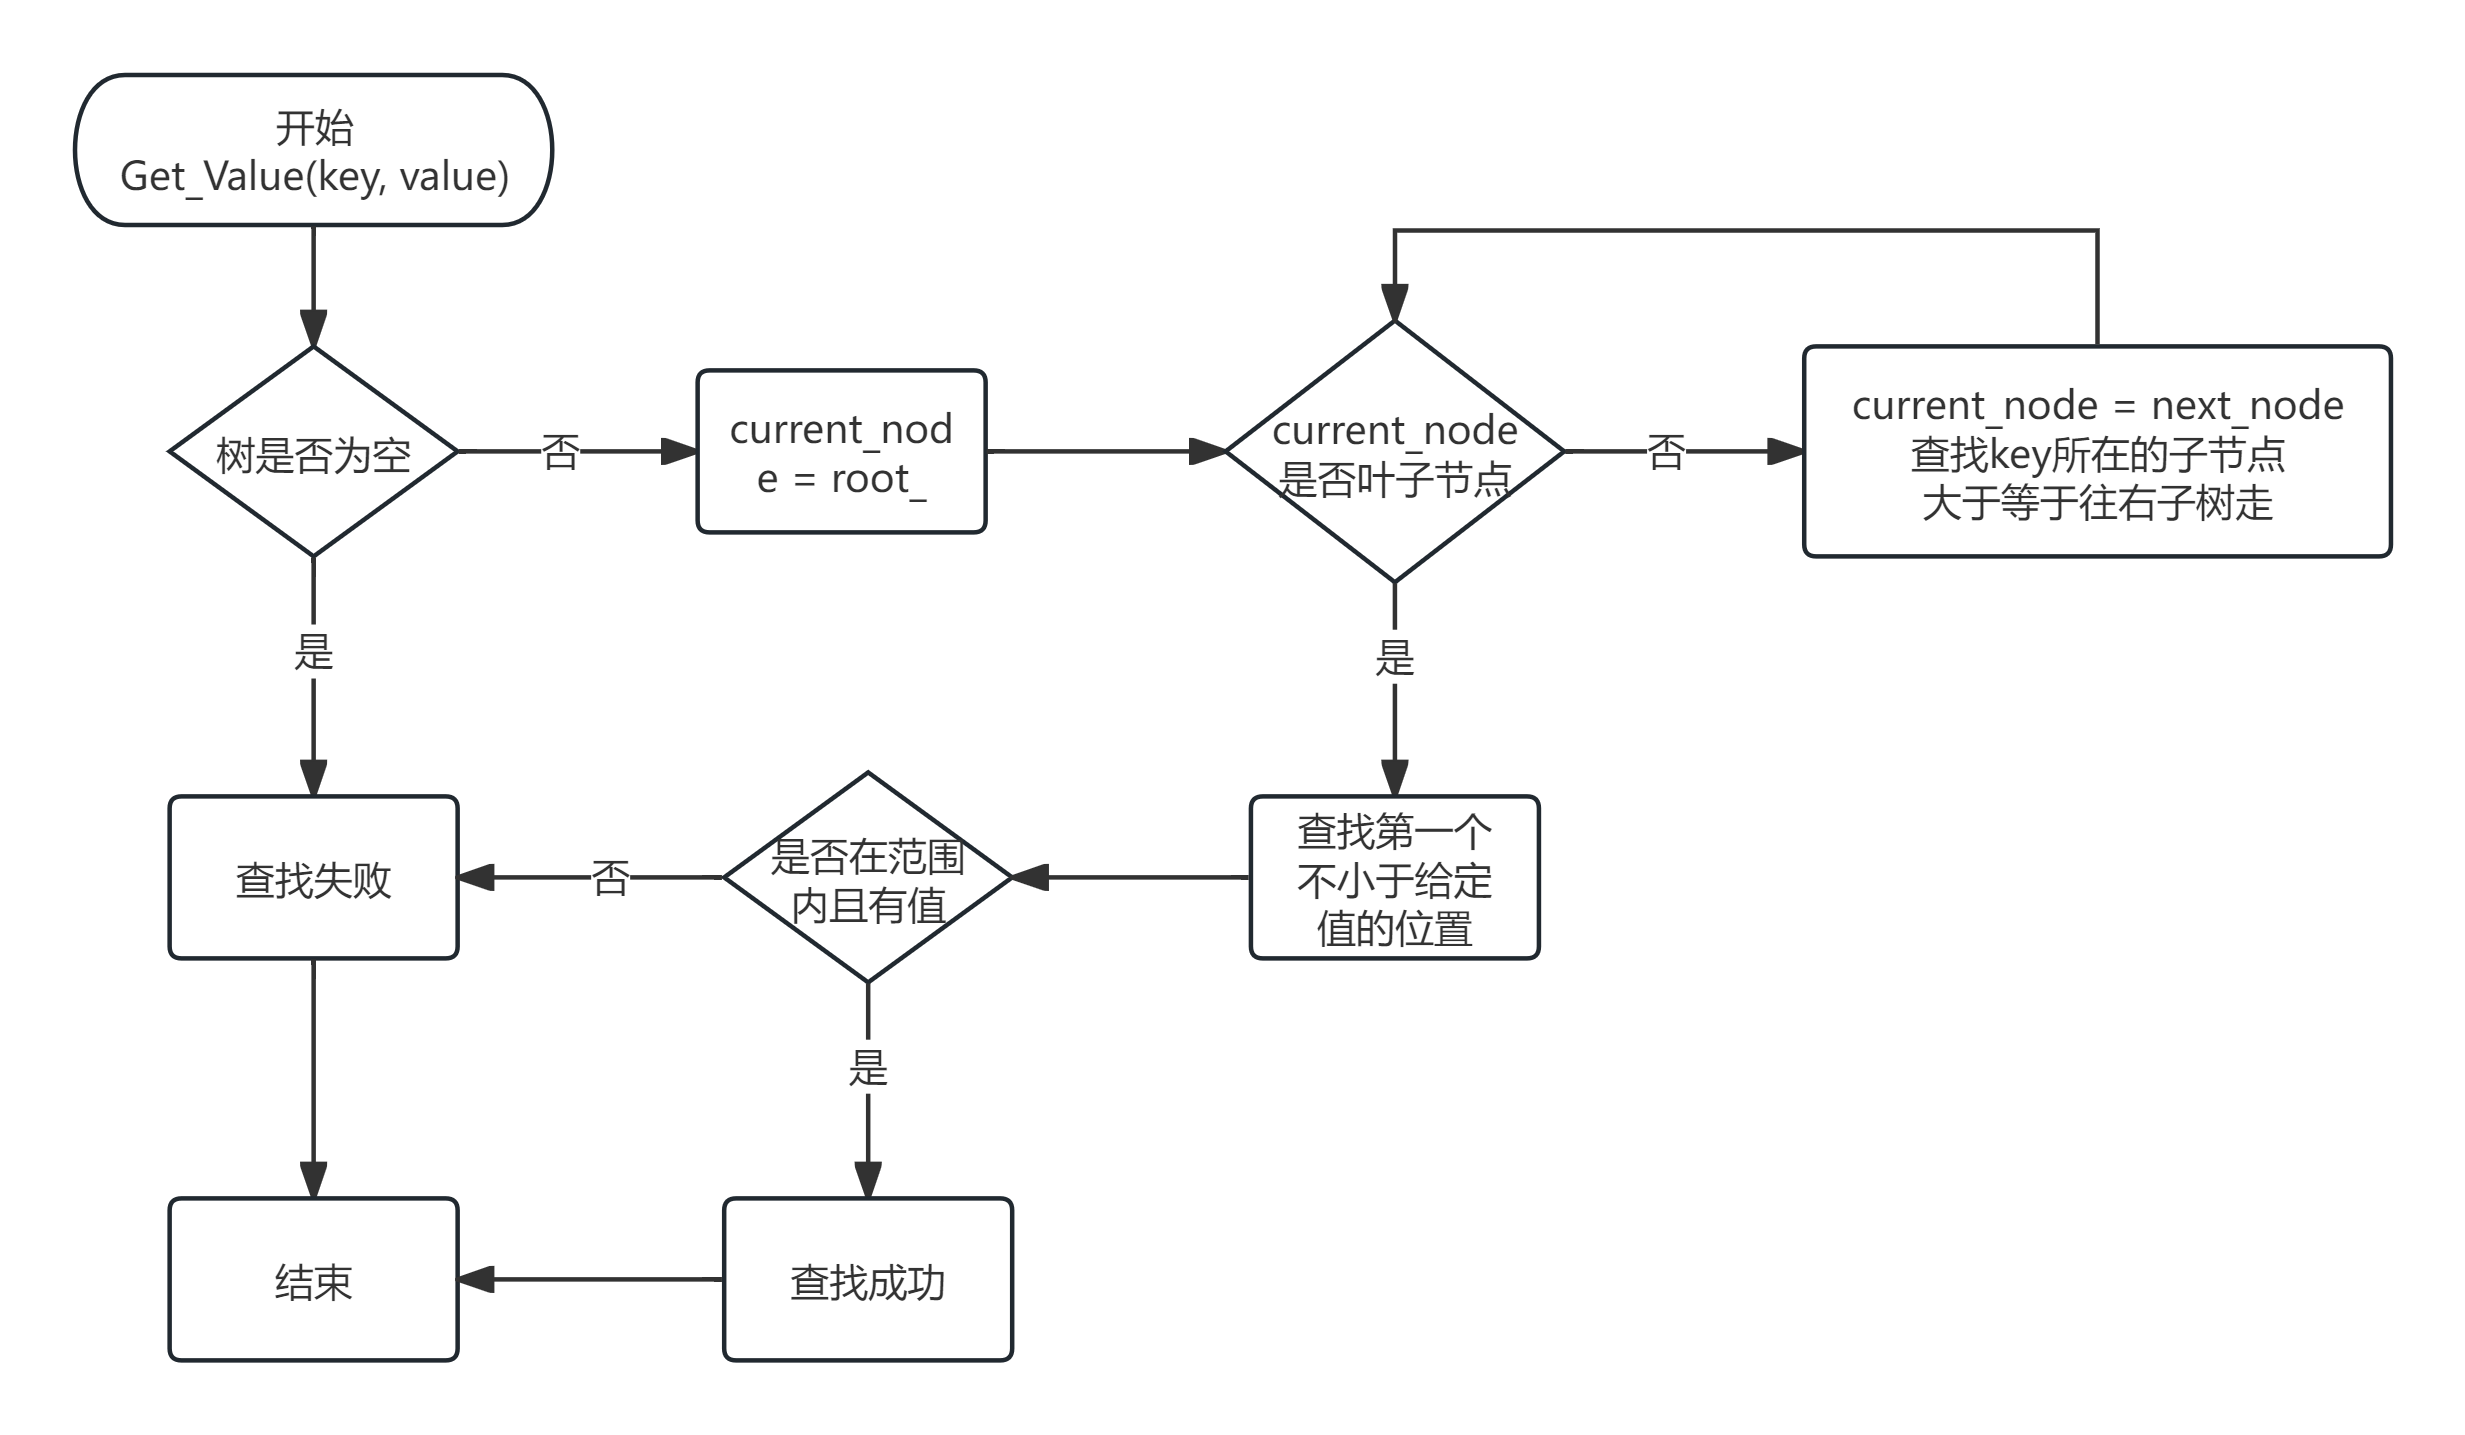 开始
Get_Value(key, value)
树是否为空
否
current_nod
e = root_
current_node
是否叶子节点
否
current_node = next_node
查找key所在的子节点
大于等于往右子树走
是
是
查找失败
否
是否在范围
内且有值
查找第一个
不小于给定
值的位置
是
结束
查找成功